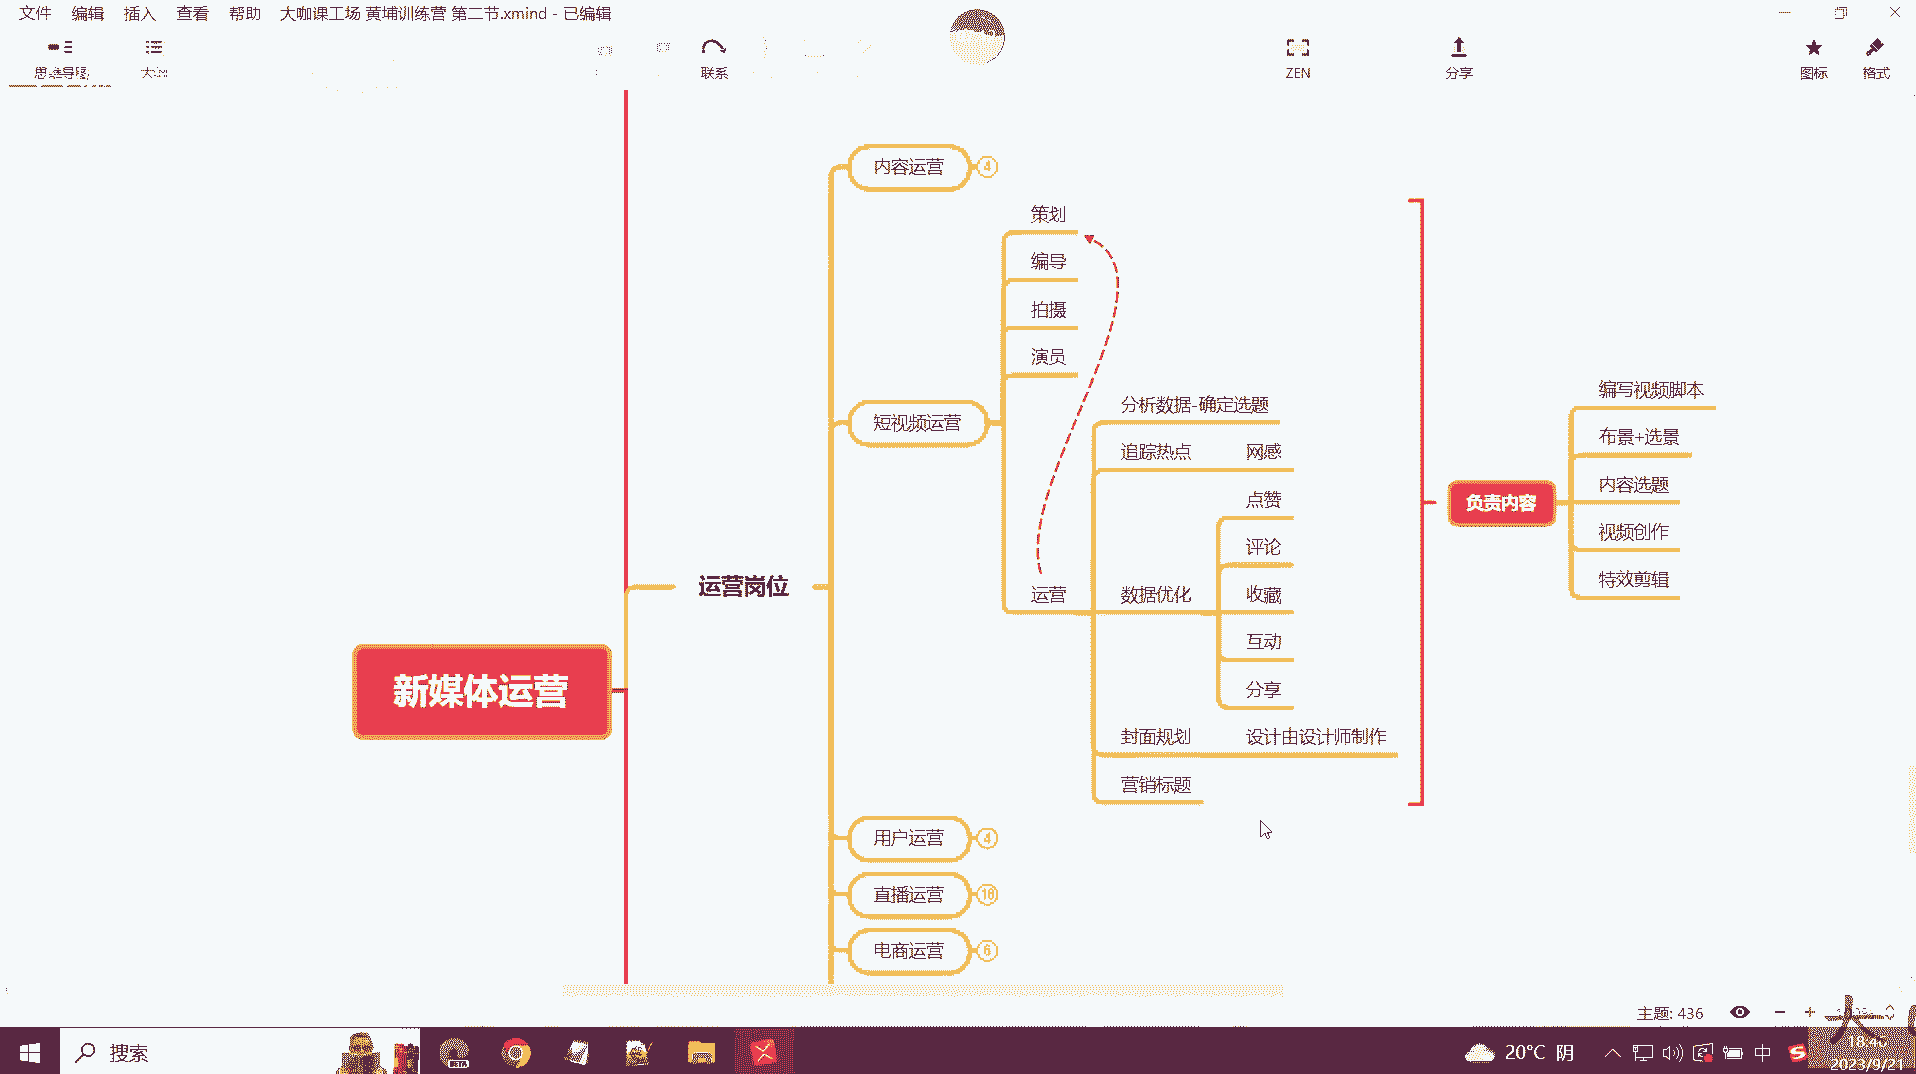 文件 编辑 插入 查看 帮助 大咖课工场 黄埔训练营 第二节.xmind - 已编辑
思维导图
联系 ZEN 分享 图标 格式
内容运营 4
策划
编导
拍摄
演员
短视频运营
分析数据-确定选题
追踪热点 网感
点赞
评论
运营 数据优化 收藏
互动
分享
封面规划 设计由设计师制作
营销标题
编写视频脚本
布景+选景
负责内容 内容选题
视频创作
特效剪辑
运营岗位
新媒体运营
用户运营 4
直播运营 10
电商运营 6
主题: 436
搜索
BETA
20°C 阴
中
2023/9/21